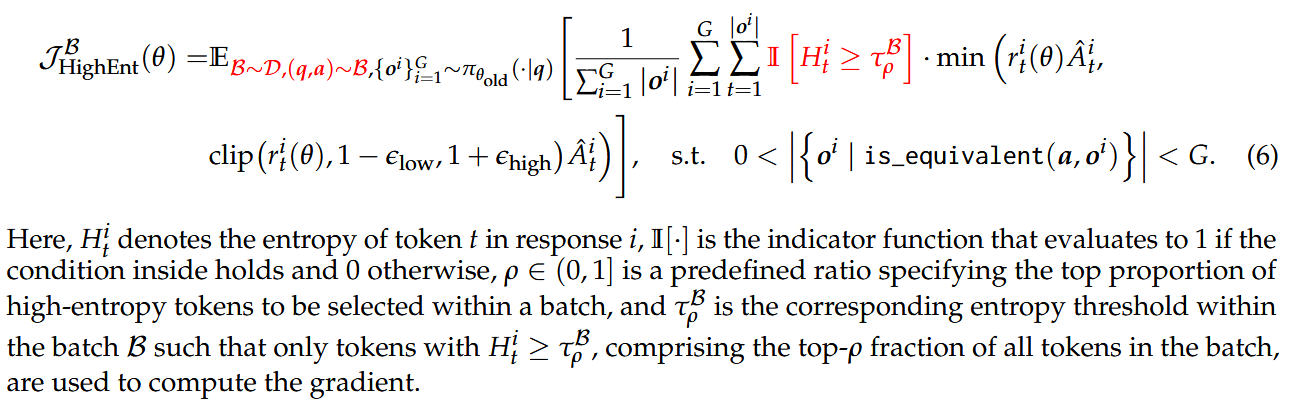 $$\mathcal{J}^{\mathcal{B}}_{\text{HighEnt}}(\theta) = \mathbb{E}_{\mathcal{B}\sim\mathcal{D},(q,a)\sim\mathcal{B},\{o^i\}_{i=1}^{G}\sim\pi_{\theta_{\text{old}}}(\cdot|q)} \left[ \frac{1}{\sum_{i=1}^{G}|o^i|} \sum_{i=1}^{G} \sum_{t=1}^{|o^i|} \mathbb{I}\left[H_t^i \geq \tau_\rho^{\mathcal{B}}\right] \cdot \min\left(r_t^i(\theta)\hat{A}_t^i,\right.\right.$$
$$\left.\left.\text{clip}\left(r_t^i(\theta), 1-\epsilon_{\text{low}}, 1+\epsilon_{\text{high}}\right)\hat{A}_t^i\right)\right], \quad \text{s.t.} \quad 0 < \left|\left\{o^i \mid \texttt{is\_equivalent}(a, o^i)\right\}\right| < G. \quad (6)$$
Here, $H_t^i$ denotes the entropy of token $t$ in response $i$, $\mathbb{I}[\cdot]$ is the indicator function that evaluates to 1 if the
condition inside holds and 0 otherwise, $\rho \in (0, 1]$ is a predefined ratio specifying the top proportion of
high-entropy tokens to be selected within a batch, and $\tau_\rho^{\mathcal{B}}$ is the corresponding entropy threshold within
the batch $\mathcal{B}$ such that only tokens with $H_t^i \geq \tau_\rho^{\mathcal{B}}$, comprising the top-$\rho$ fraction of all tokens in the batch,
are used to compute the gradient.